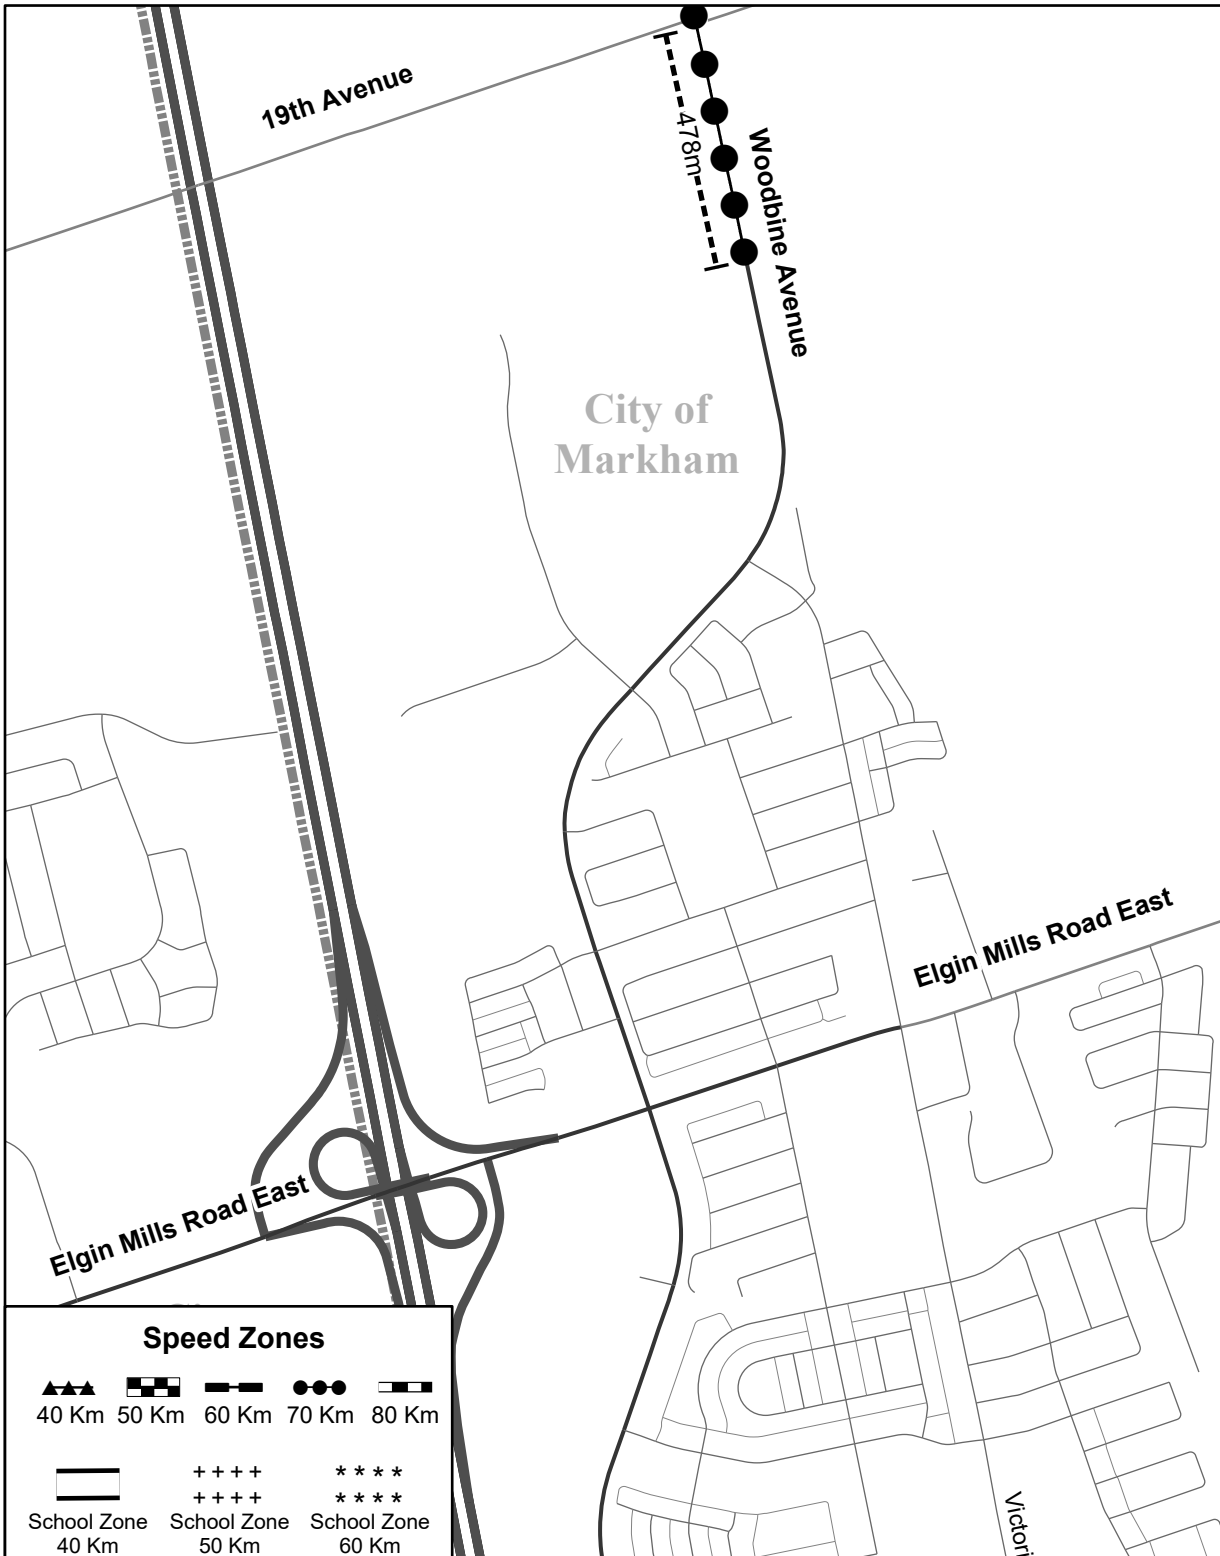 19th Avenue
478m
Woodbine Avenue
City of
Markham
Elgin Mills Road East
Elgin Mills Road East
Speed Zones
40 Km 50 Km 60 Km 70 Km 80 Km
++++ ****
++++ ****
School Zone School Zone School Zone
40 Km 50 Km 60 Km
Victori